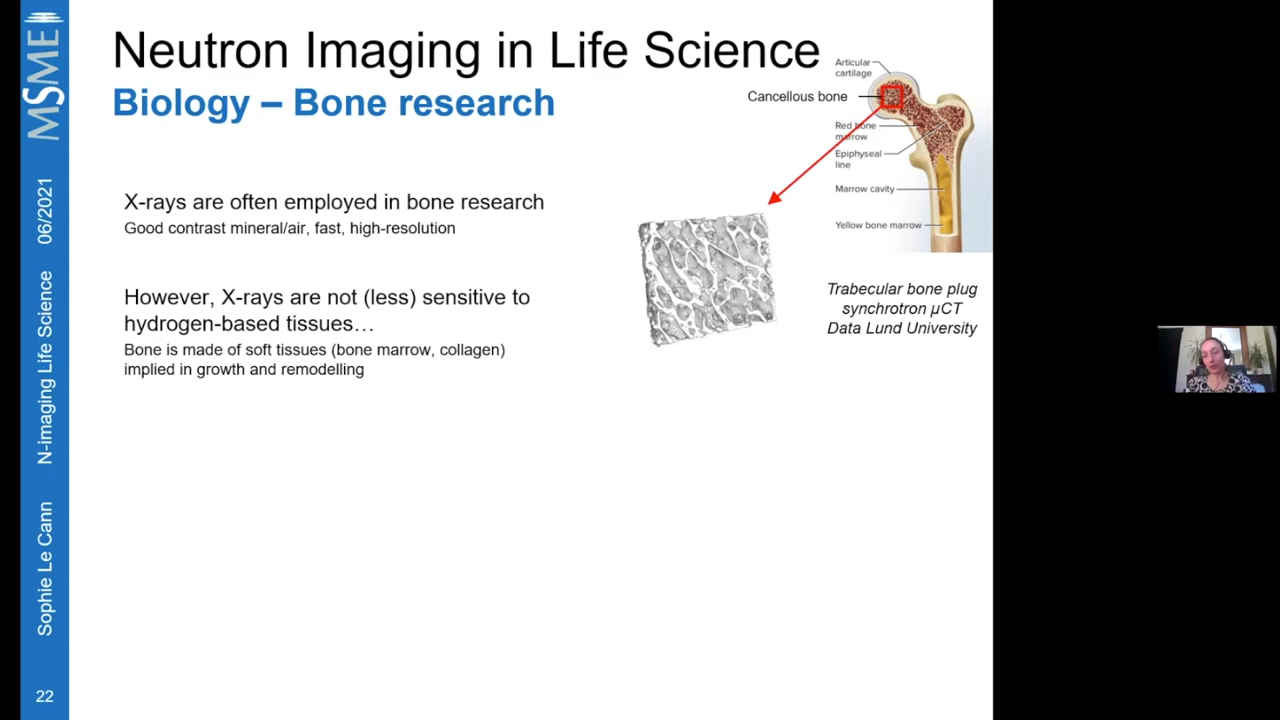 Neutron Imaging in Life Science
Biology – Bone research
X-rays are often employed in bone research
Good contrast mineral/air, fast, high-resolution
However, X-rays are not (less) sensitive to
hydrogen-based tissues…
Bone is made of soft tissues (bone marrow, collagen)
implied in growth and remodelling
Articular
cartilage
Cancellous bone
Red bone
marrow
Epiphyseal
line
Marrow cavity
Yellow bone marrow
Trabecular bone plug
synchrotron µCT
Data Lund University
MSME
06/2021
N-imaging Life Science
Sophie Le Cann
22